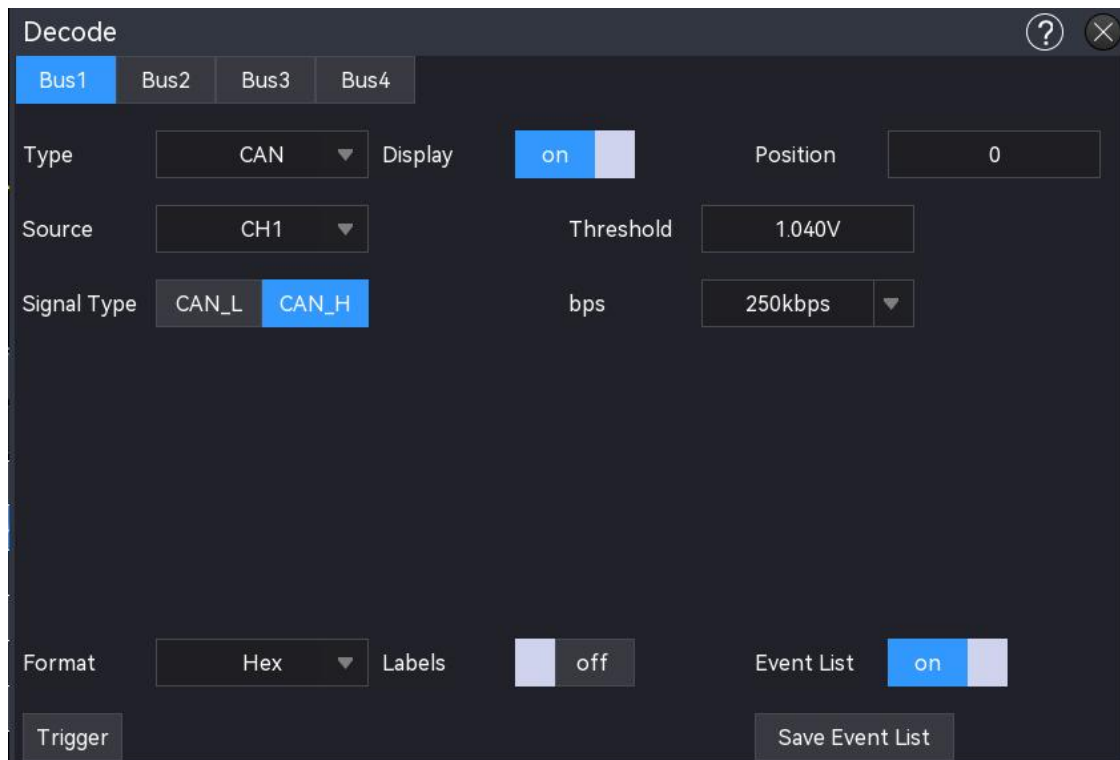 Decode ?
Bus1 Bus2 Bus3 Bus4
Type CAN Display on Position 0
Source CH1 Threshold 1.040V
Signal Type CAN_L CAN_H bps 250kbps
Format Hex Labels off Event List on
Trigger Save Event List